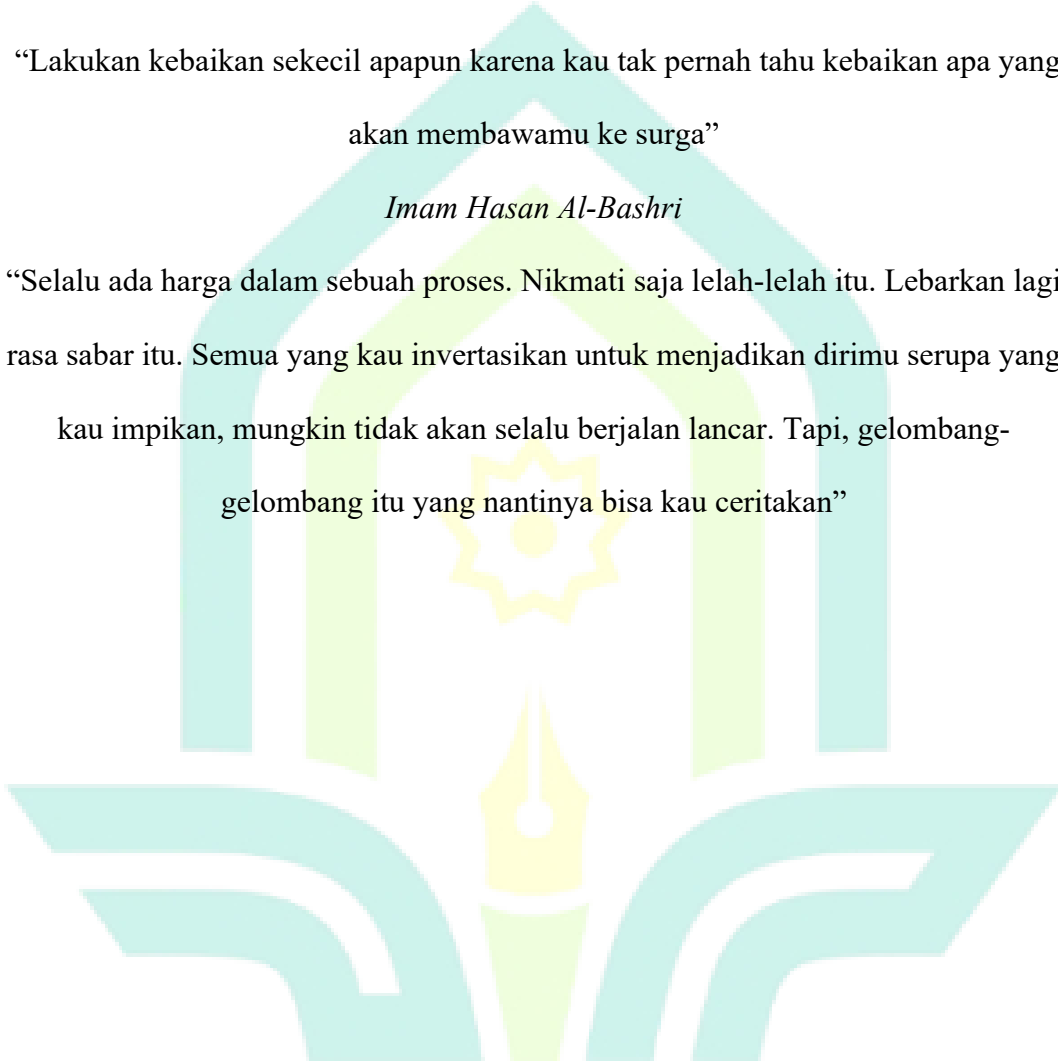 “Lakukan kebaikan sekecil apapun karena kau tak pernah tahu kebaikan apa yang
akan membawamu ke surga”
Imam Hasan Al-Bashri
“Selalu ada harga dalam sebuah proses. Nikmati saja lelah-lelah itu. Lebarkan lagi
rasa sabar itu. Semua yang kau invertasikan untuk menjadikan dirimu serupa yang
kau impikan, mungkin tidak akan selalu berjalan lancar. Tapi, gelombang-
gelombang itu yang nantinya bisa kau ceritakan”